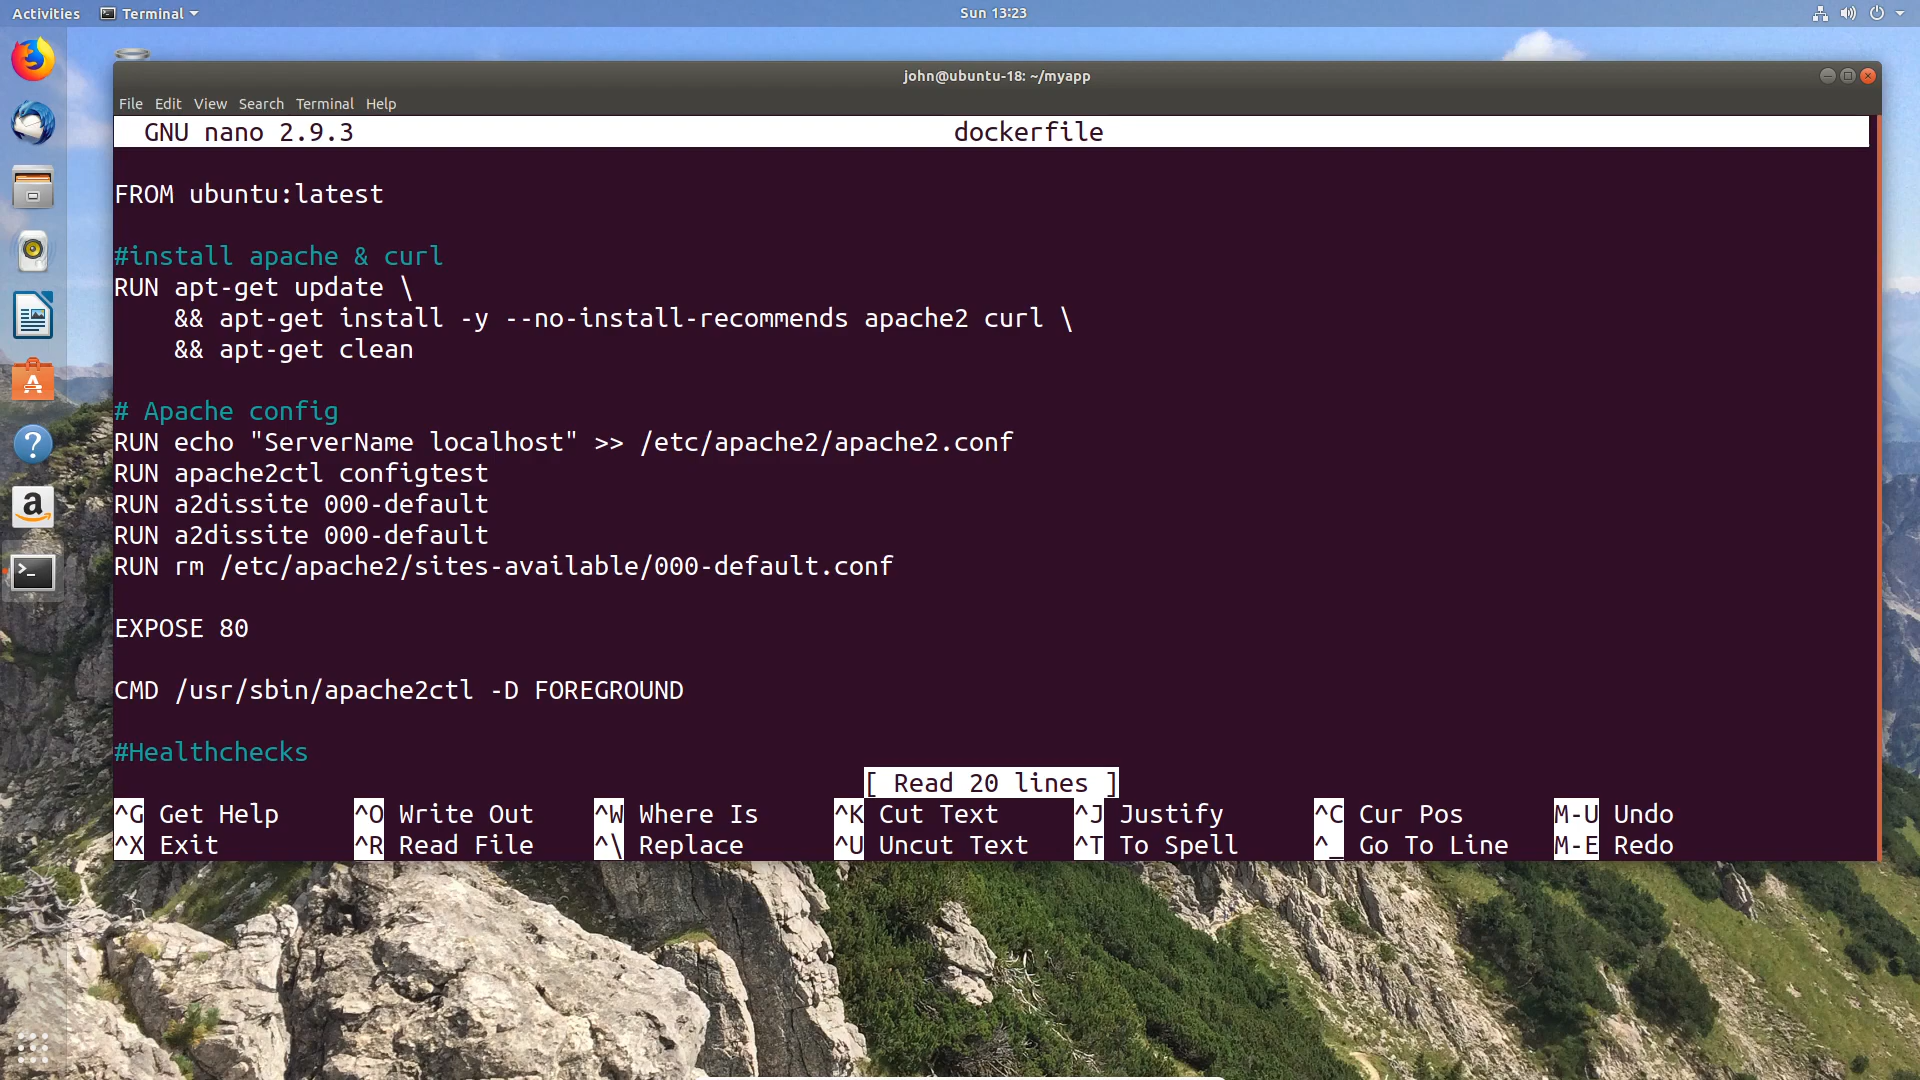 Activities Terminal Sun 13:23
john@ubuntu-18: ~/myapp
File Edit View Search Terminal Help
GNU nano 2.9.3 dockerfile
FROM ubuntu:latest
#install apache & curl
RUN apt-get update \
&& apt-get install -y --no-install-recommends apache2 curl \
&& apt-get clean
# Apache config
RUN echo "ServerName localhost" >> /etc/apache2/apache2.conf
RUN apache2ctl configtest
RUN a2dissite 000-default
RUN a2dissite 000-default
RUN rm /etc/apache2/sites-available/000-default.conf
EXPOSE 80
CMD /usr/sbin/apache2ctl -D FOREGROUND
#Healthchecks
[ Read 20 lines ]
^G Get Help ^O Write Out ^W Where Is ^K Cut Text ^J Justify ^C Cur Pos M-U Undo
^X Exit ^R Read File ^\ Replace ^U Uncut Text ^T To Spell ^_ Go To Line M-E Redo